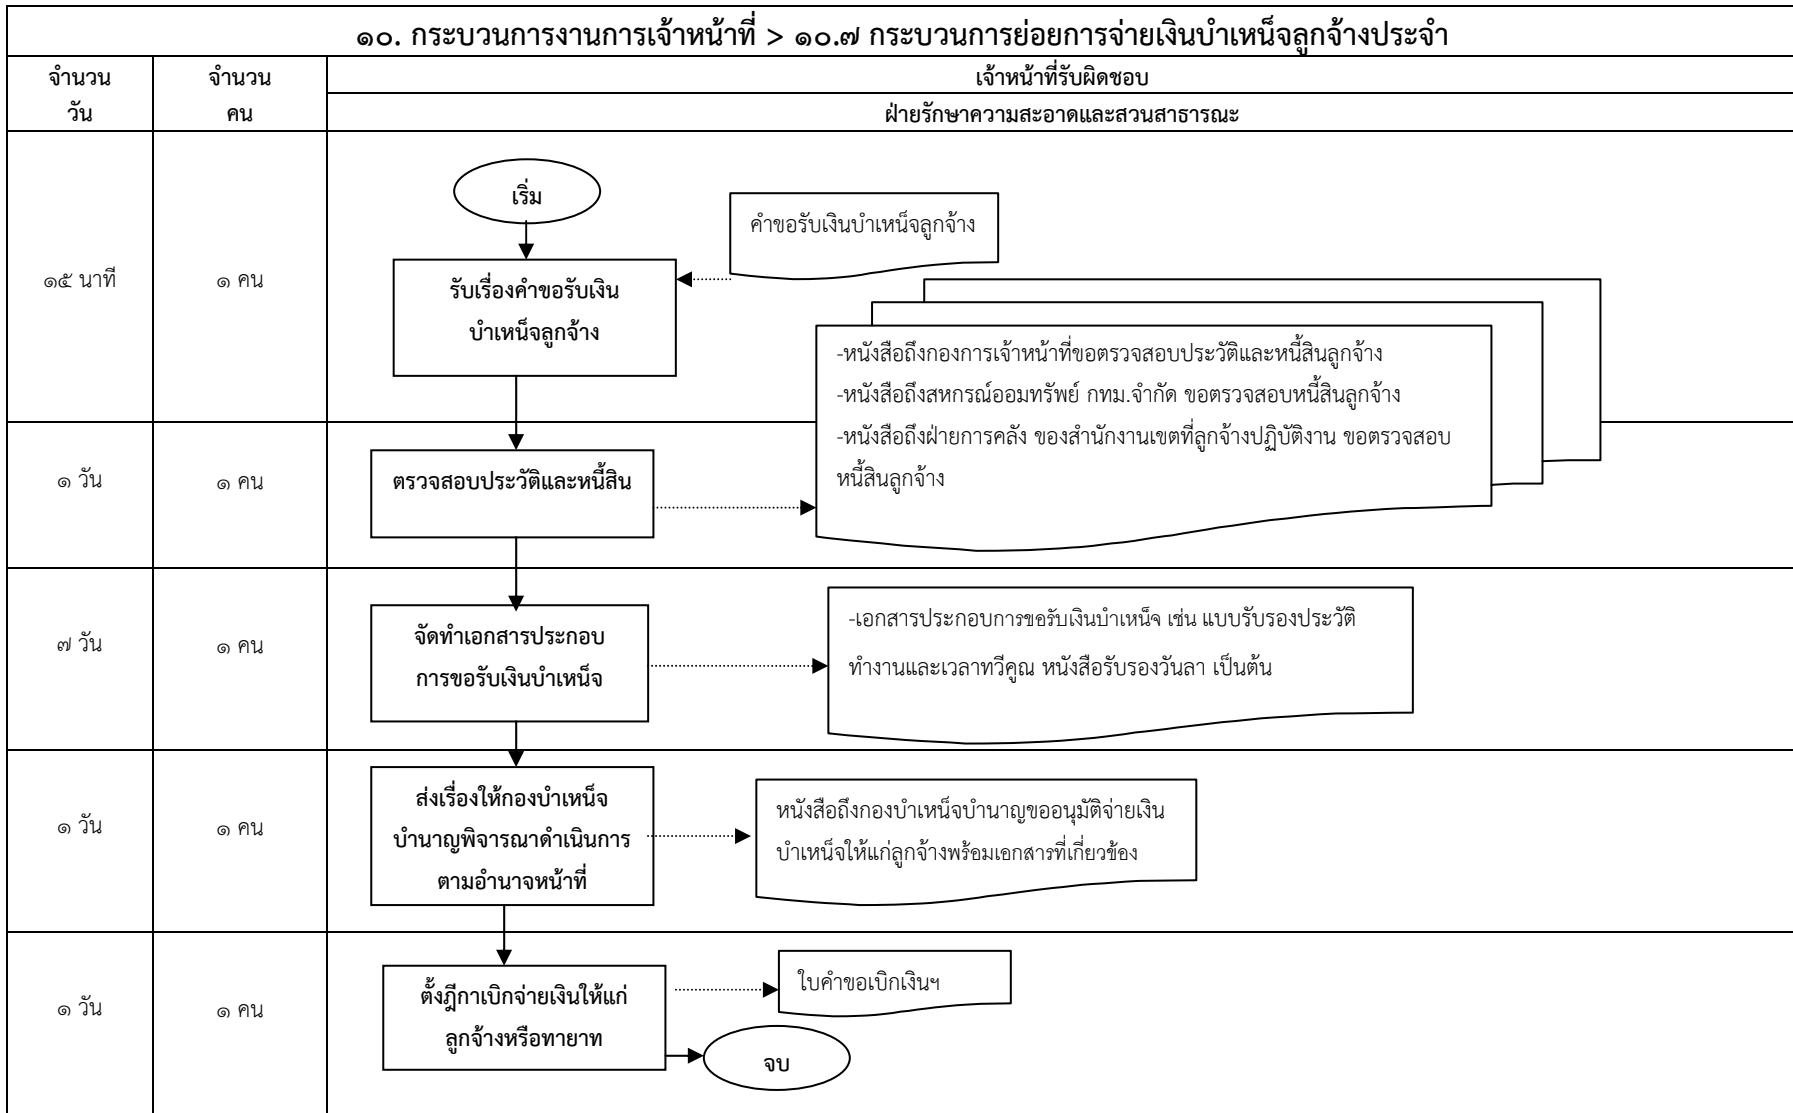 ๑๐. กระบวนการงานการเจ้าหน้าที่ > ๑๐.๗ กระบวนการย่อยการจ่ายเงินบำเหน็จลูกจ้างประจำ
จำนวน
วัน
จำนวน
คน
เจ้าหน้าที่รับผิดชอบ
ฝ่ายรักษาความสะอาดและสวนสาธารณะ
๑๕ นาที
๑ คน
เริ่ม
คำขอรับเงินบำเหน็จลูกจ้าง
รับเรื่องคำขอรับเงิน
บำเหน็จลูกจ้าง
-หนังสือถึงกองการเจ้าหน้าที่ขอตรวจสอบประวัติและหนี้สินลูกจ้าง
-หนังสือถึงสหกรณ์ออมทรัพย์ กทม.จำกัด ขอตรวจสอบหนี้สินลูกจ้าง
-หนังสือถึงฝ่ายการคลัง ของสำนักงานเขตที่ลูกจ้างปฏิบัติงาน ขอตรวจสอบ
หนี้สินลูกจ้าง
๑ วัน
๑ คน
ตรวจสอบประวัติและหนี้สิน
๗ วัน
๑ คน
จัดทำเอกสารประกอบ
การขอรับเงินบำเหน็จ
-เอกสารประกอบการขอรับเงินบำเหน็จ เช่น แบบรับรองประวัติ
ทำงานและเวลาทวีคูณ หนังสือรับรองวันลา เป็นต้น
๑ วัน
๑ คน
ส่งเรื่องให้กองบำเหน็จ
บำนาญพิจารณาดำเนินการ
ตามอำนาจหน้าที่
หนังสือถึงกองบำเหน็จบำนาญขออนุมัติจ่ายเงิน
บำเหน็จให้แก่ลูกจ้างพร้อมเอกสารที่เกี่ยวข้อง
๑ วัน
๑ คน
ตั้งฎีกาเบิกจ่ายเงินให้แก่
ลูกจ้างหรือทายาท
ใบคำขอเบิกเงินฯ
จบ